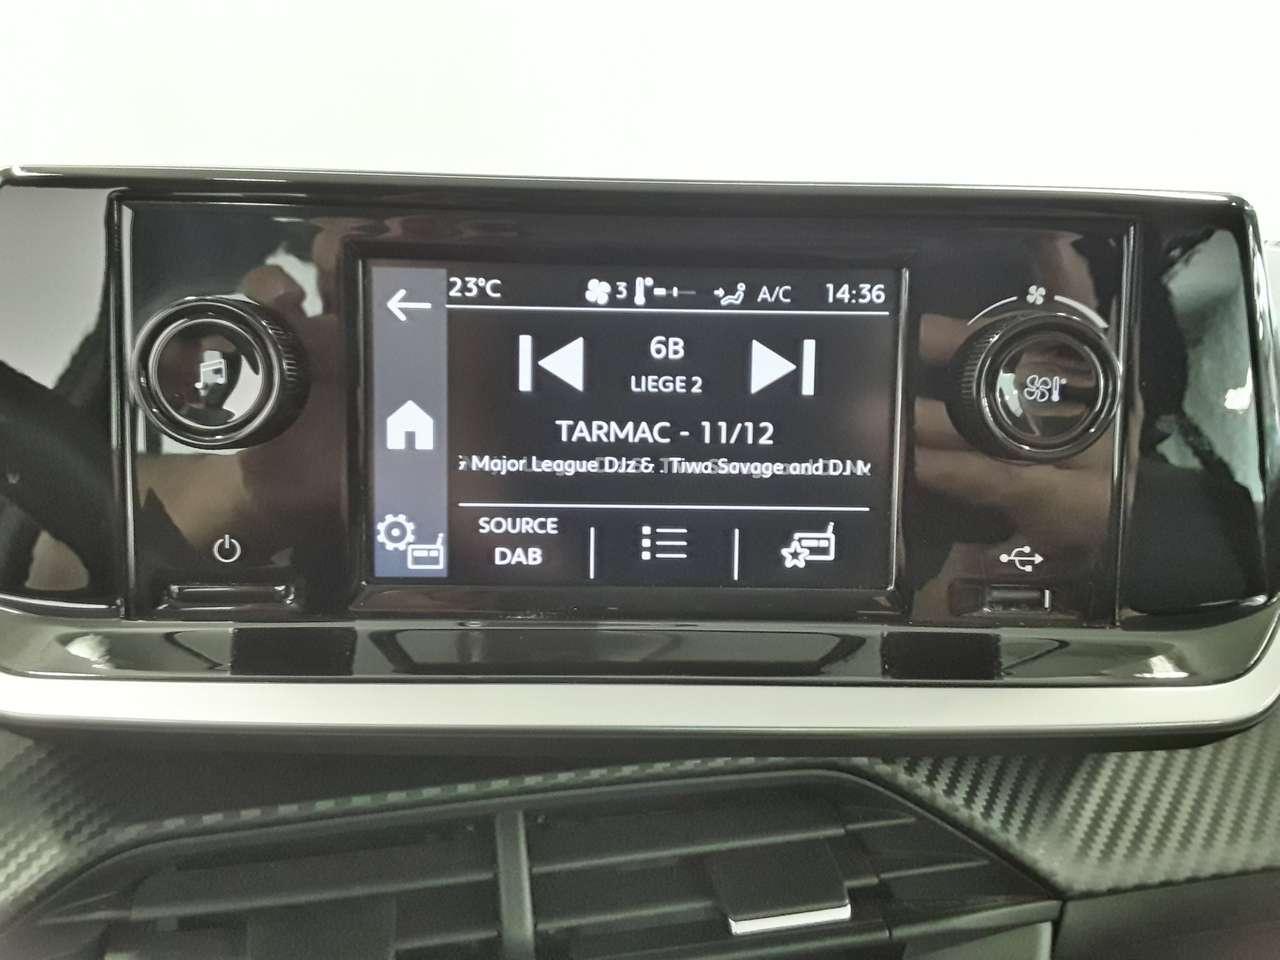 23°C 3 A/C 14:36
6B
LIEGE 2
TARMAC - 11/12
Major League DJz & . Tiwa Savage and DJ
SOURCE
DAB